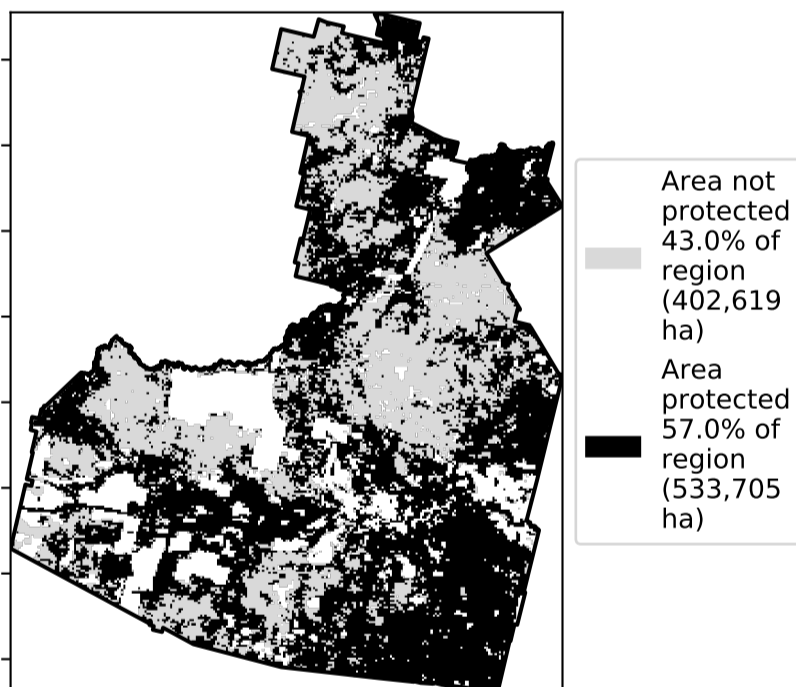 Area not
protected
43.0% of
region
(402,619
ha)
Area
protected
57.0% of
region
(533,705
ha)